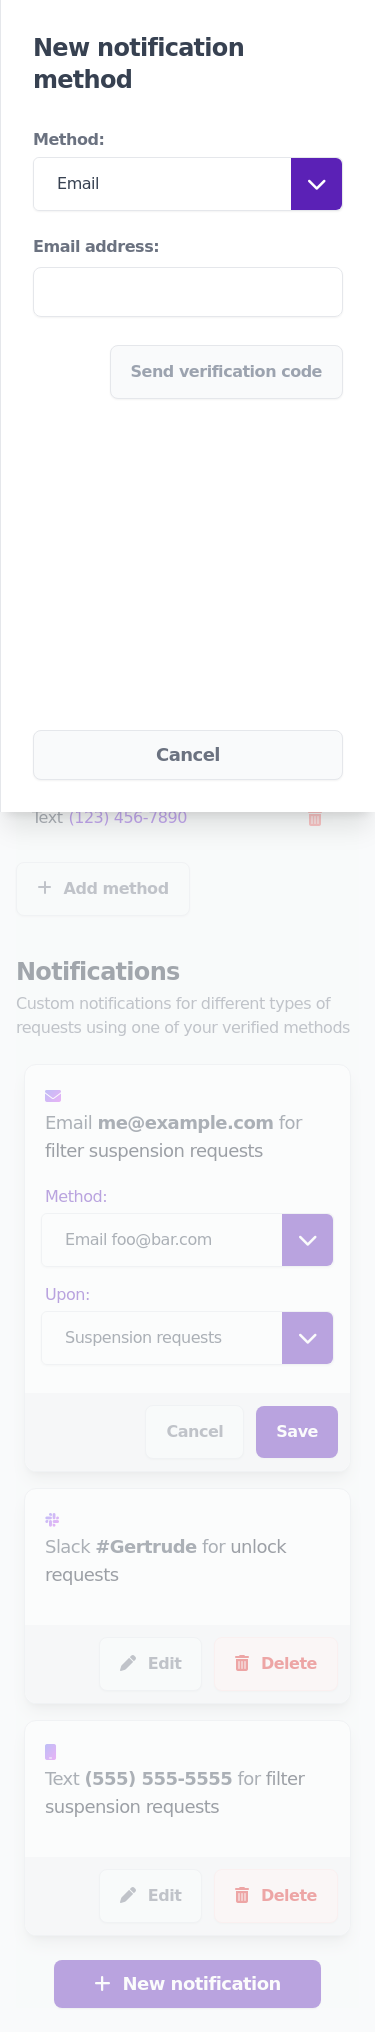 New notification
method
Method:
Email
Email address:
Send verification code
Cancel
Text (123) 456-7890
+ Add method
Notifications
Custom notifications for different types of
requests using one of your verified methods
Email me@example.com for
filter suspension requests
Method:
Email foo@bar.com
Upon:
Suspension requests
Cancel Save
Slack #Gertrude for unlock
requests
Edit Delete
Text (555) 555-5555 for filter
suspension requests
Edit Delete
+ New notification